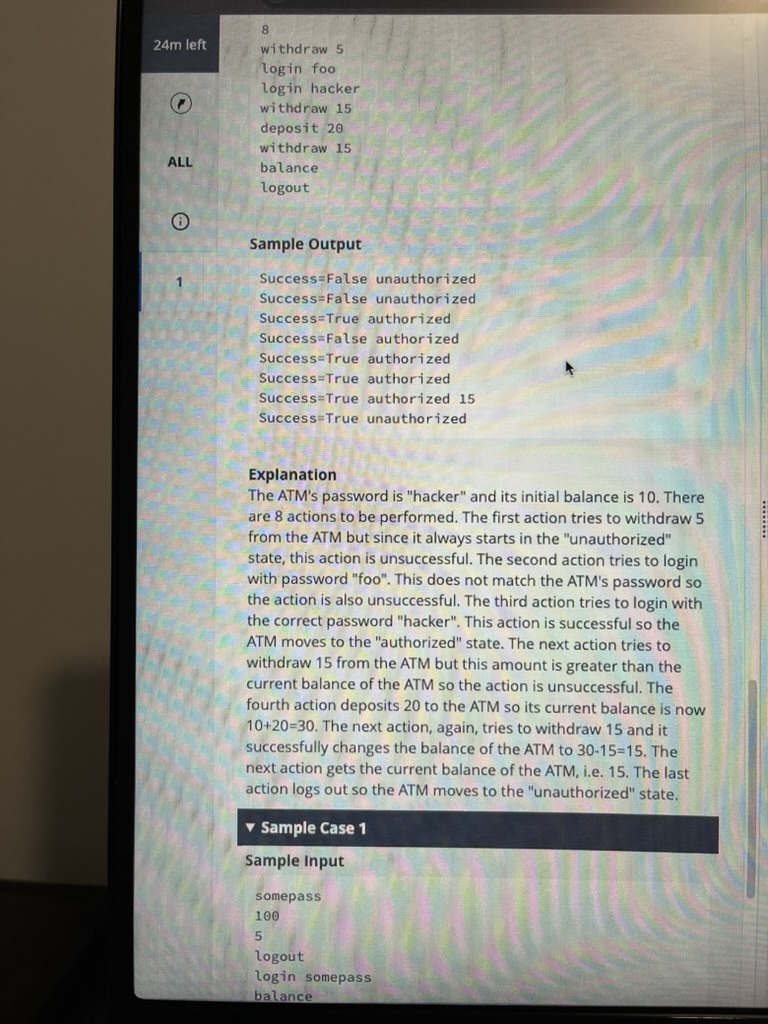 24m left
ALL
1
8
withdraw 5
login foo
login hacker
withdraw 15
deposit 20
withdraw 15
balance
logout
Sample Output
Success=False unauthorized
Success=False unauthorized
Success=True authorized
Success=False authorized
Success=True authorized
Success=True authorized
Success=True authorized 15
Success=True unauthorized
Explanation
The ATM's password is "hacker" and its initial balance is 10. There
are 8 actions to be performed. The first action tries to withdraw 5
from the ATM but since it always starts in the "unauthorized"
state, this action is unsuccessful. The second action tries to login
with password "foo". This does not match the ATM's password so
the action is also unsuccessful. The third action tries to login with
the correct password "hacker". This action is successful so the
ATM moves to the "authorized" state. The next action tries to
withdraw 15 from the ATM but this amount is greater than the
current balance of the ATM so the action is unsuccessful. The
fourth action deposits 20 to the ATM so its current balance is now
10+20=30. The next action, again, tries to withdraw 15 and it
successfully changes the balance of the ATM to 30-15=15. The
next action gets the current balance of the ATM, i.e. 15. The last
action logs out so the ATM moves to the "unauthorized" state.
▼ Sample Case 1
Sample Input
somepass
100
5
logout
login somepass
balance